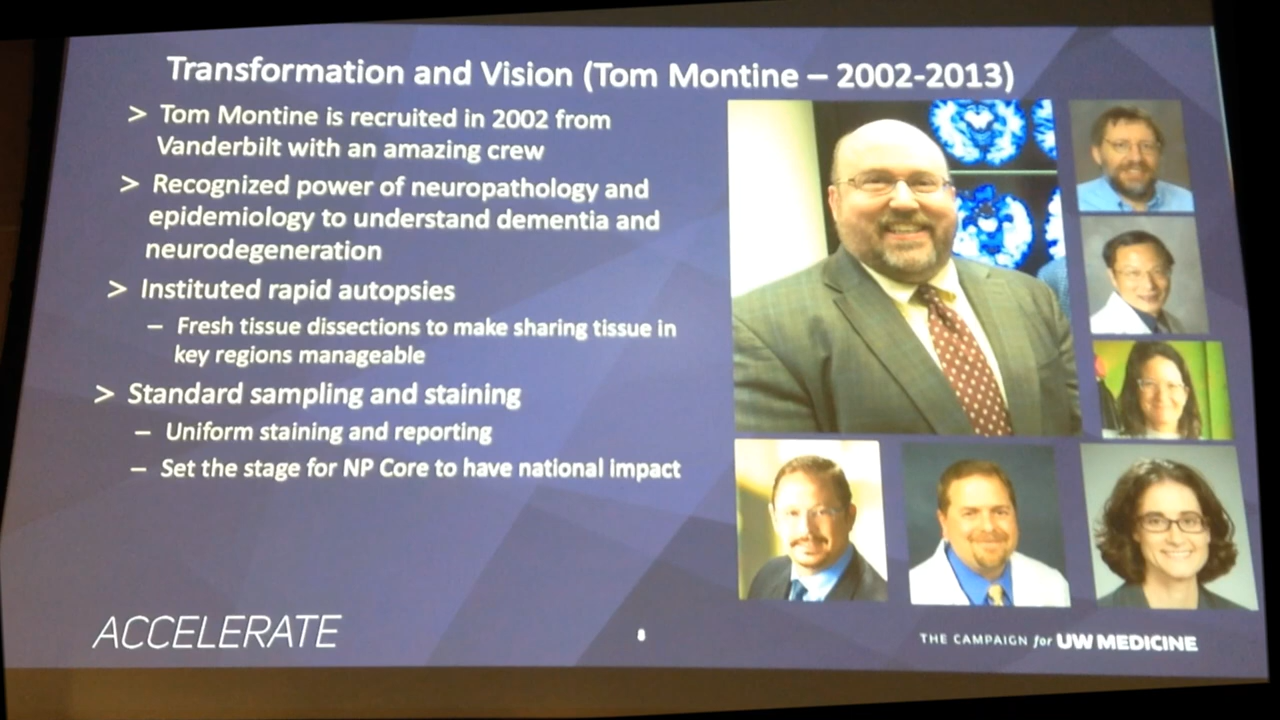 Transformation and Vision (Tom Montine – 2002-2013)
> Tom Montine is recruited in 2002 from
Vanderbilt with an amazing crew
> Recognized power of neuropathology and
epidemiology to understand dementia and
neurodegeneration
> Instituted rapid autopsies
– Fresh tissue dissections to make sharing tissue in
key regions manageable
> Standard sampling and staining
– Uniform staining and reporting
– Set the stage for NP Core to have national impact
ACCELERATE
8
THE CAMPAIGN for UW MEDICINE